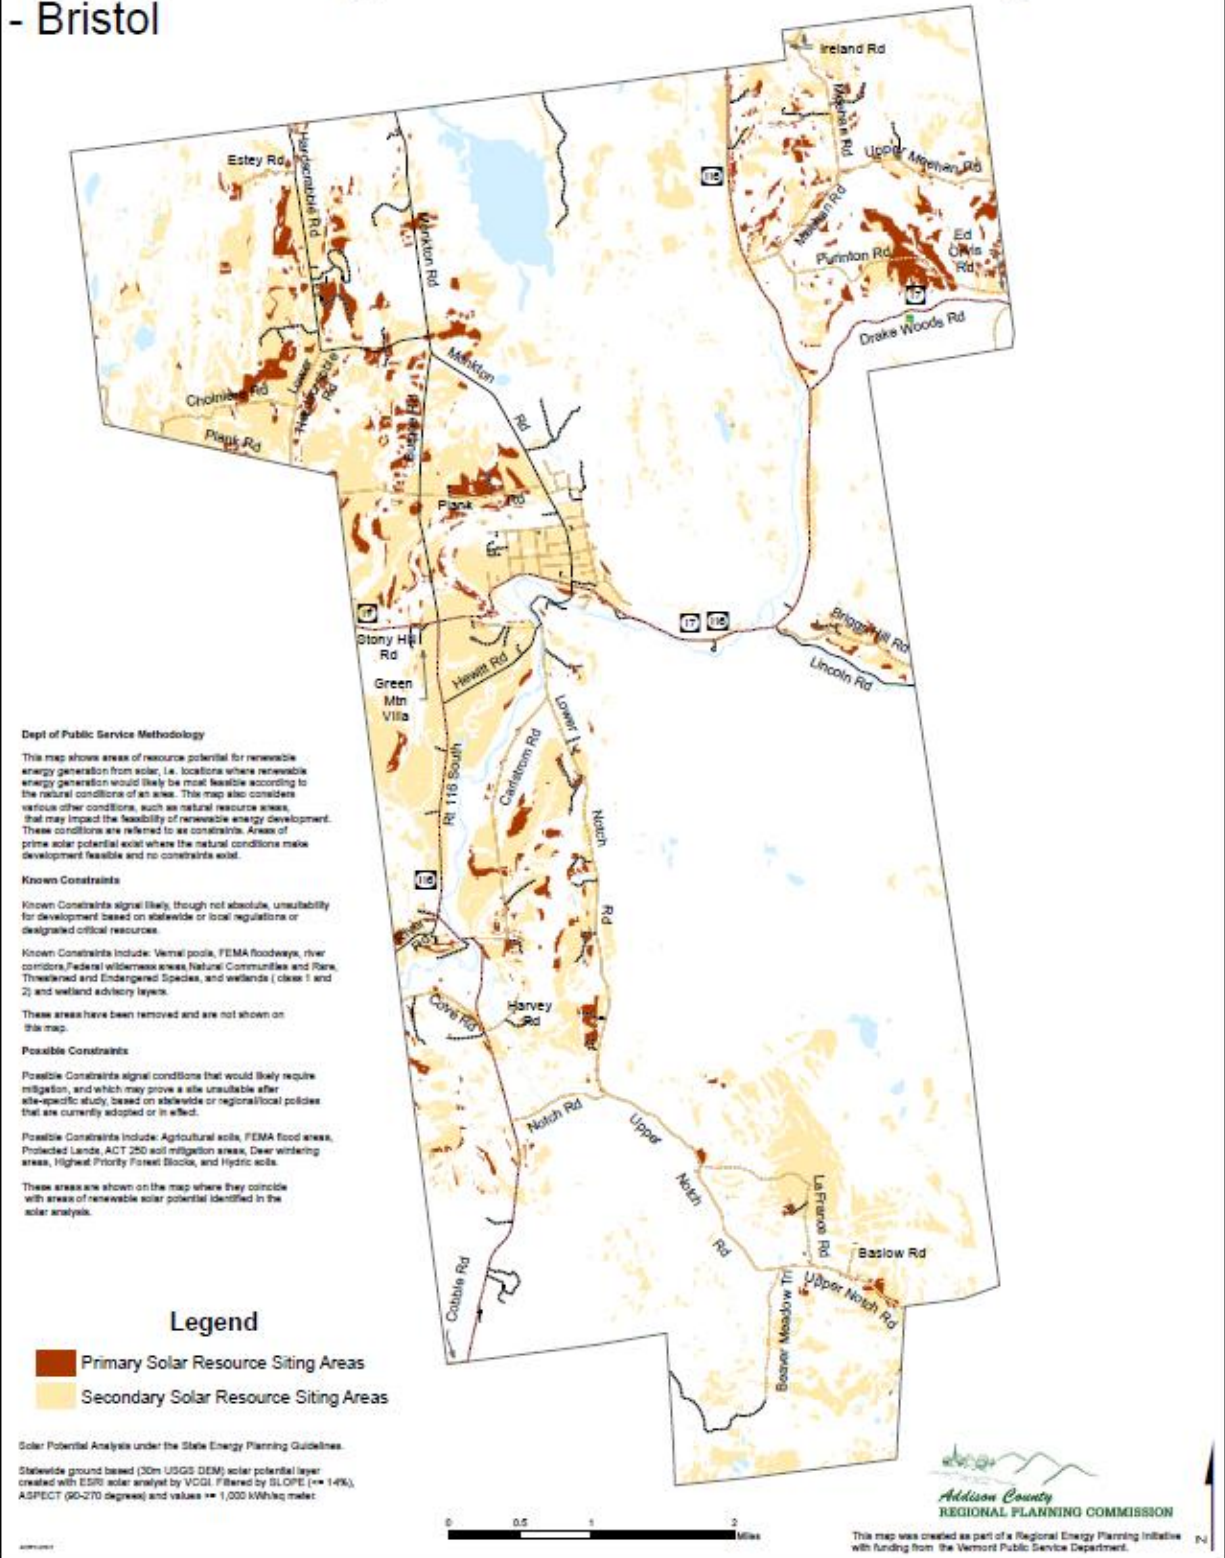 - Bristol
Ireland Rd
Meehan Rd
Upper Meehan Rd
Estey Rd
Hardscrabble Rd
Monkton Rd
116
Meehan Rd
Purinton Rd
Ed
Orvis
Rd
17
Drake Woods Rd
Monkton
Rd
Cholniere Rd
Lower
Hardscrabble
Rd
Plank Rd
Plank
Rd
17
17
116
Stony Hill
Rd
Briggs Hill Rd
Lincoln Rd
Hewitt Rd
Green
Mtn
Villa
Lower
Notch
Rd
Carlstrom Rd
Rt 116 South
116
River
Rd
Cove Rd
Harvey
Rd
Notch Rd
Upper
Notch
Rd
LaFrance Rd
Baslow Rd
Upper Notch Rd
Beaver Meadow Trl
Cobble Rd
Dept of Public Service Methodology
This map shows areas of resource potential for renewable
energy generation from solar, i.e. locations where renewable
energy generation would likely be most feasible according to
the natural conditions of an area. This map also considers
various other conditions, such as natural resource areas,
that may impact the feasibility of renewable energy development.
These conditions are referred to as constraints. Areas of
prime solar potential exist where the natural conditions make
development feasible and no constraints exist.
Known Constraints
Known Constraints signal likely, though not absolute, unsuitability
for development based on statewide or local regulations or
designated critical resources.
Known Constraints include: Vernal pools, FEMA floodways, river
corridors,Federal wilderness areas,Natural Communities and Rare,
Threatened and Endangered Species, and wetlands ( class 1 and
2) and wetland advisory layers.
These areas have been removed and are not shown on
this map.
Possible Constraints
Possible Constraints signal conditions that would likely require
mitigation, and which may prove a site unsuitable after
site-specific study, based on statewide or regional/local policies
that are currently adopted or in effect.
Possible Constraints include: Agricultural soils, FEMA flood areas,
Protected Lands, ACT 250 soil mitigation areas, Deer wintering
areas, Highest Priority Forest Blocks, and Hydric soils.
These areas are shown on the map where they coincide
with areas of renewable solar potential identified in the
solar analysis.
Legend
Primary Solar Resource Siting Areas
Secondary Solar Resource Siting Areas
Solar Potential Analysis under the State Energy Planning Guidelines.
Statewide ground based (30m USGS DEM) solar potential layer
created with ESRI solar analyst by VCGI. Filtered by SLOPE (<= 14%),
ASPECT (90-270 degrees) and values >= 1,000 kWh/sq meter.
0 0.5 1 2
Miles
Addison County
REGIONAL PLANNING COMMISSION
This map was created as part of a Regional Energy Planning Initiative
with funding from the Vermont Public Service Department.
N